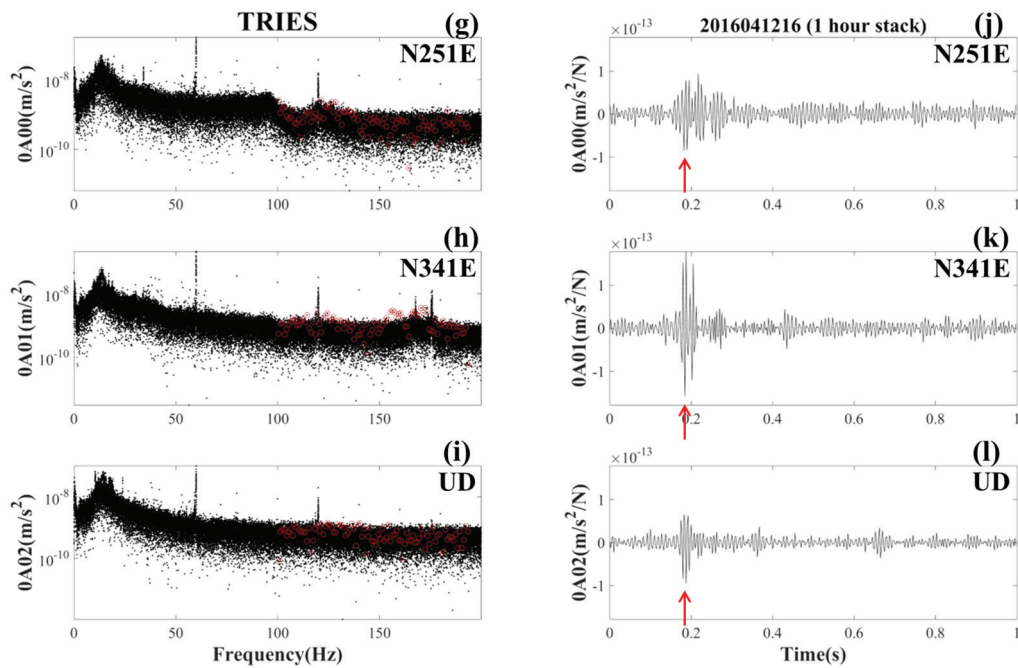 TRIES
(g)
N251E
0A00(m/s²)
10⁻⁸
10⁻¹⁰
0 50 100 150
(h)
N341E
0A01(m/s²)
10⁻⁸
10⁻¹⁰
0 50 100 150
(i)
UD
0A02(m/s²)
10⁻⁸
10⁻¹⁰
0 50 100 150
Frequency(Hz)
2016041216 (1 hour stack)
(j)
×10⁻¹³
N251E
0A00(m/s²/N)
1
0
-1
0 0.2 0.4 0.6 0.8 1
(k)
×10⁻¹³
N341E
0A01(m/s²/N)
1
0
-1
0 0.2 0.4 0.6 0.8 1
(l)
×10⁻¹³
UD
0A02(m/s²/N)
1
0
-1
0 0.2 0.4 0.6 0.8 1
Time(s)